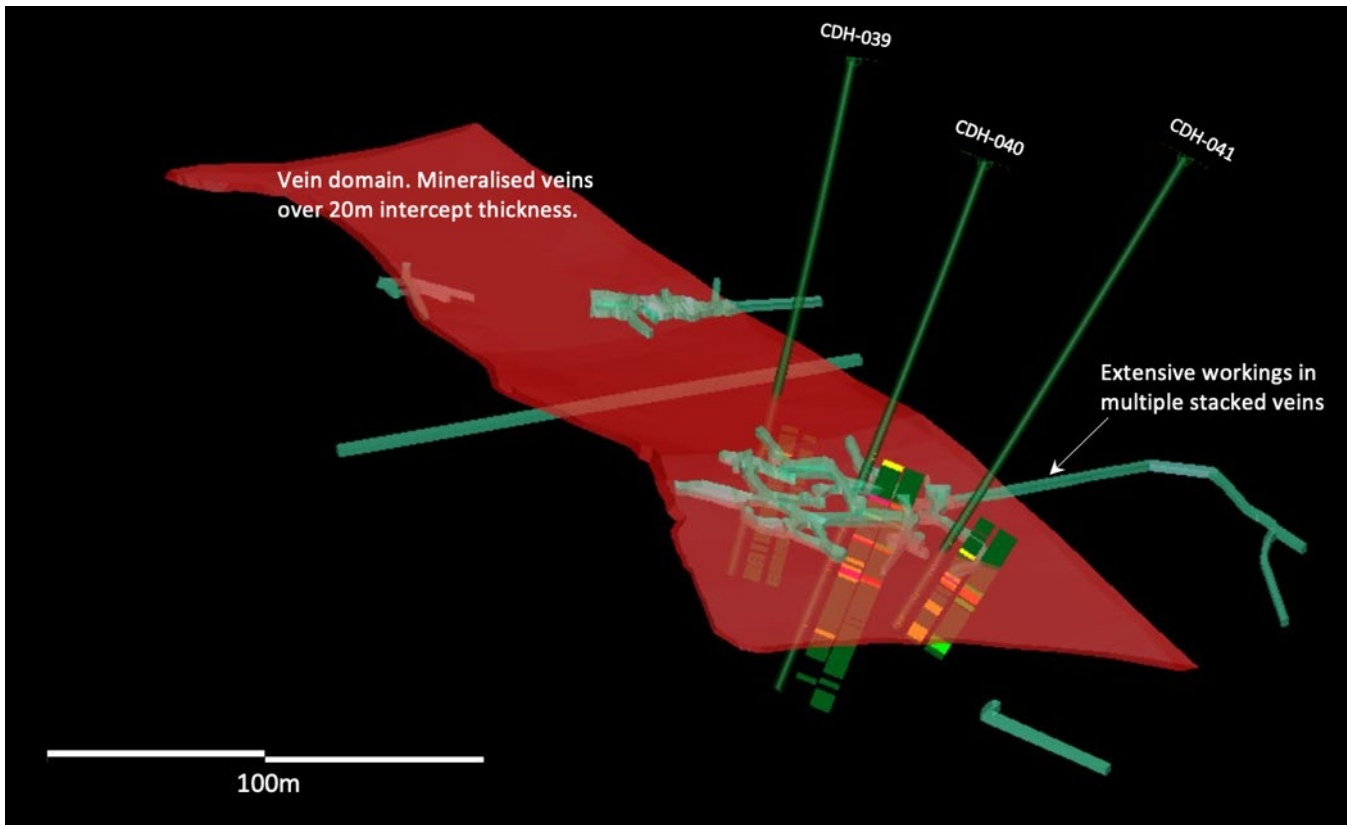 CDH-039
CDH-040
CDH-041
Vein domain. Mineralised veins
over 20m intercept thickness.
Extensive workings in
multiple stacked veins
100m